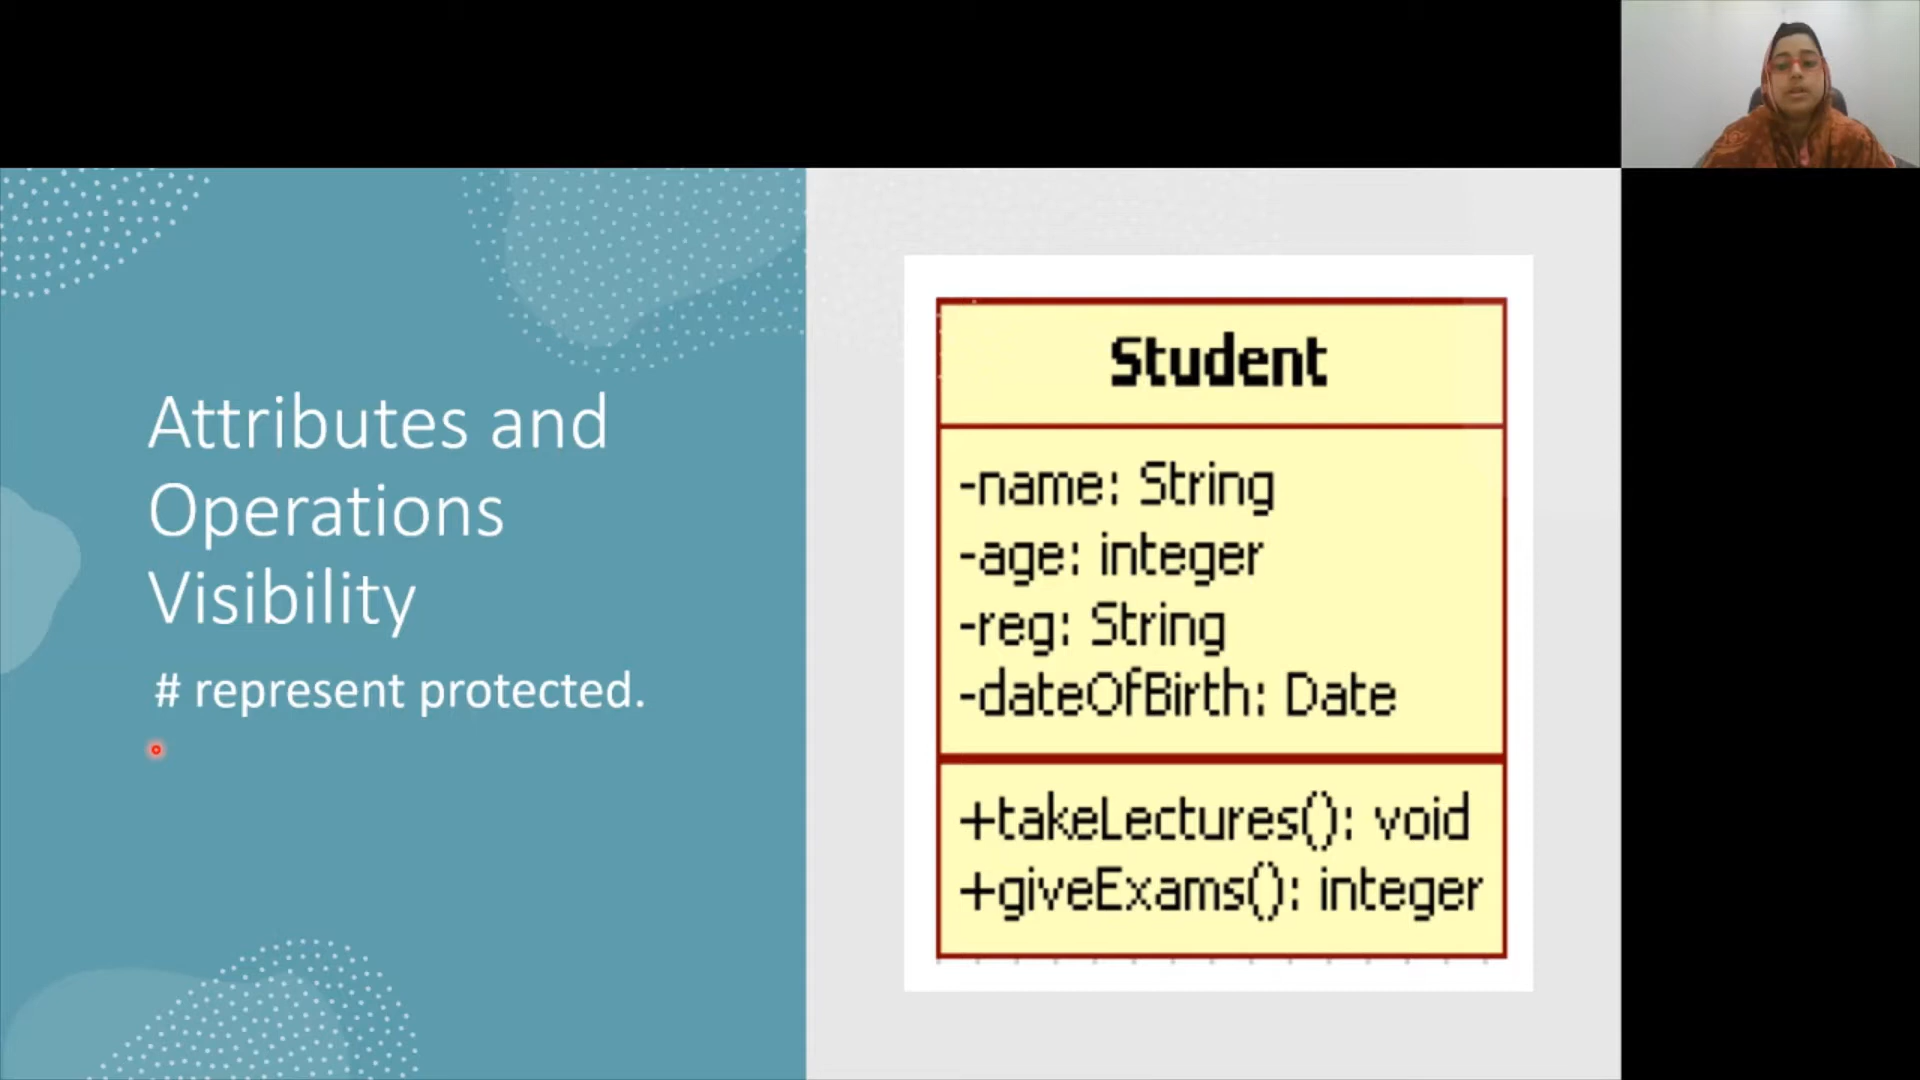 Attributes and
Operations
Visibility
# represent protected.
Student
-name: String
-age: integer
-reg: String
-dateOfBirth: Date
+takeLectures(): void
+giveExams(): integer